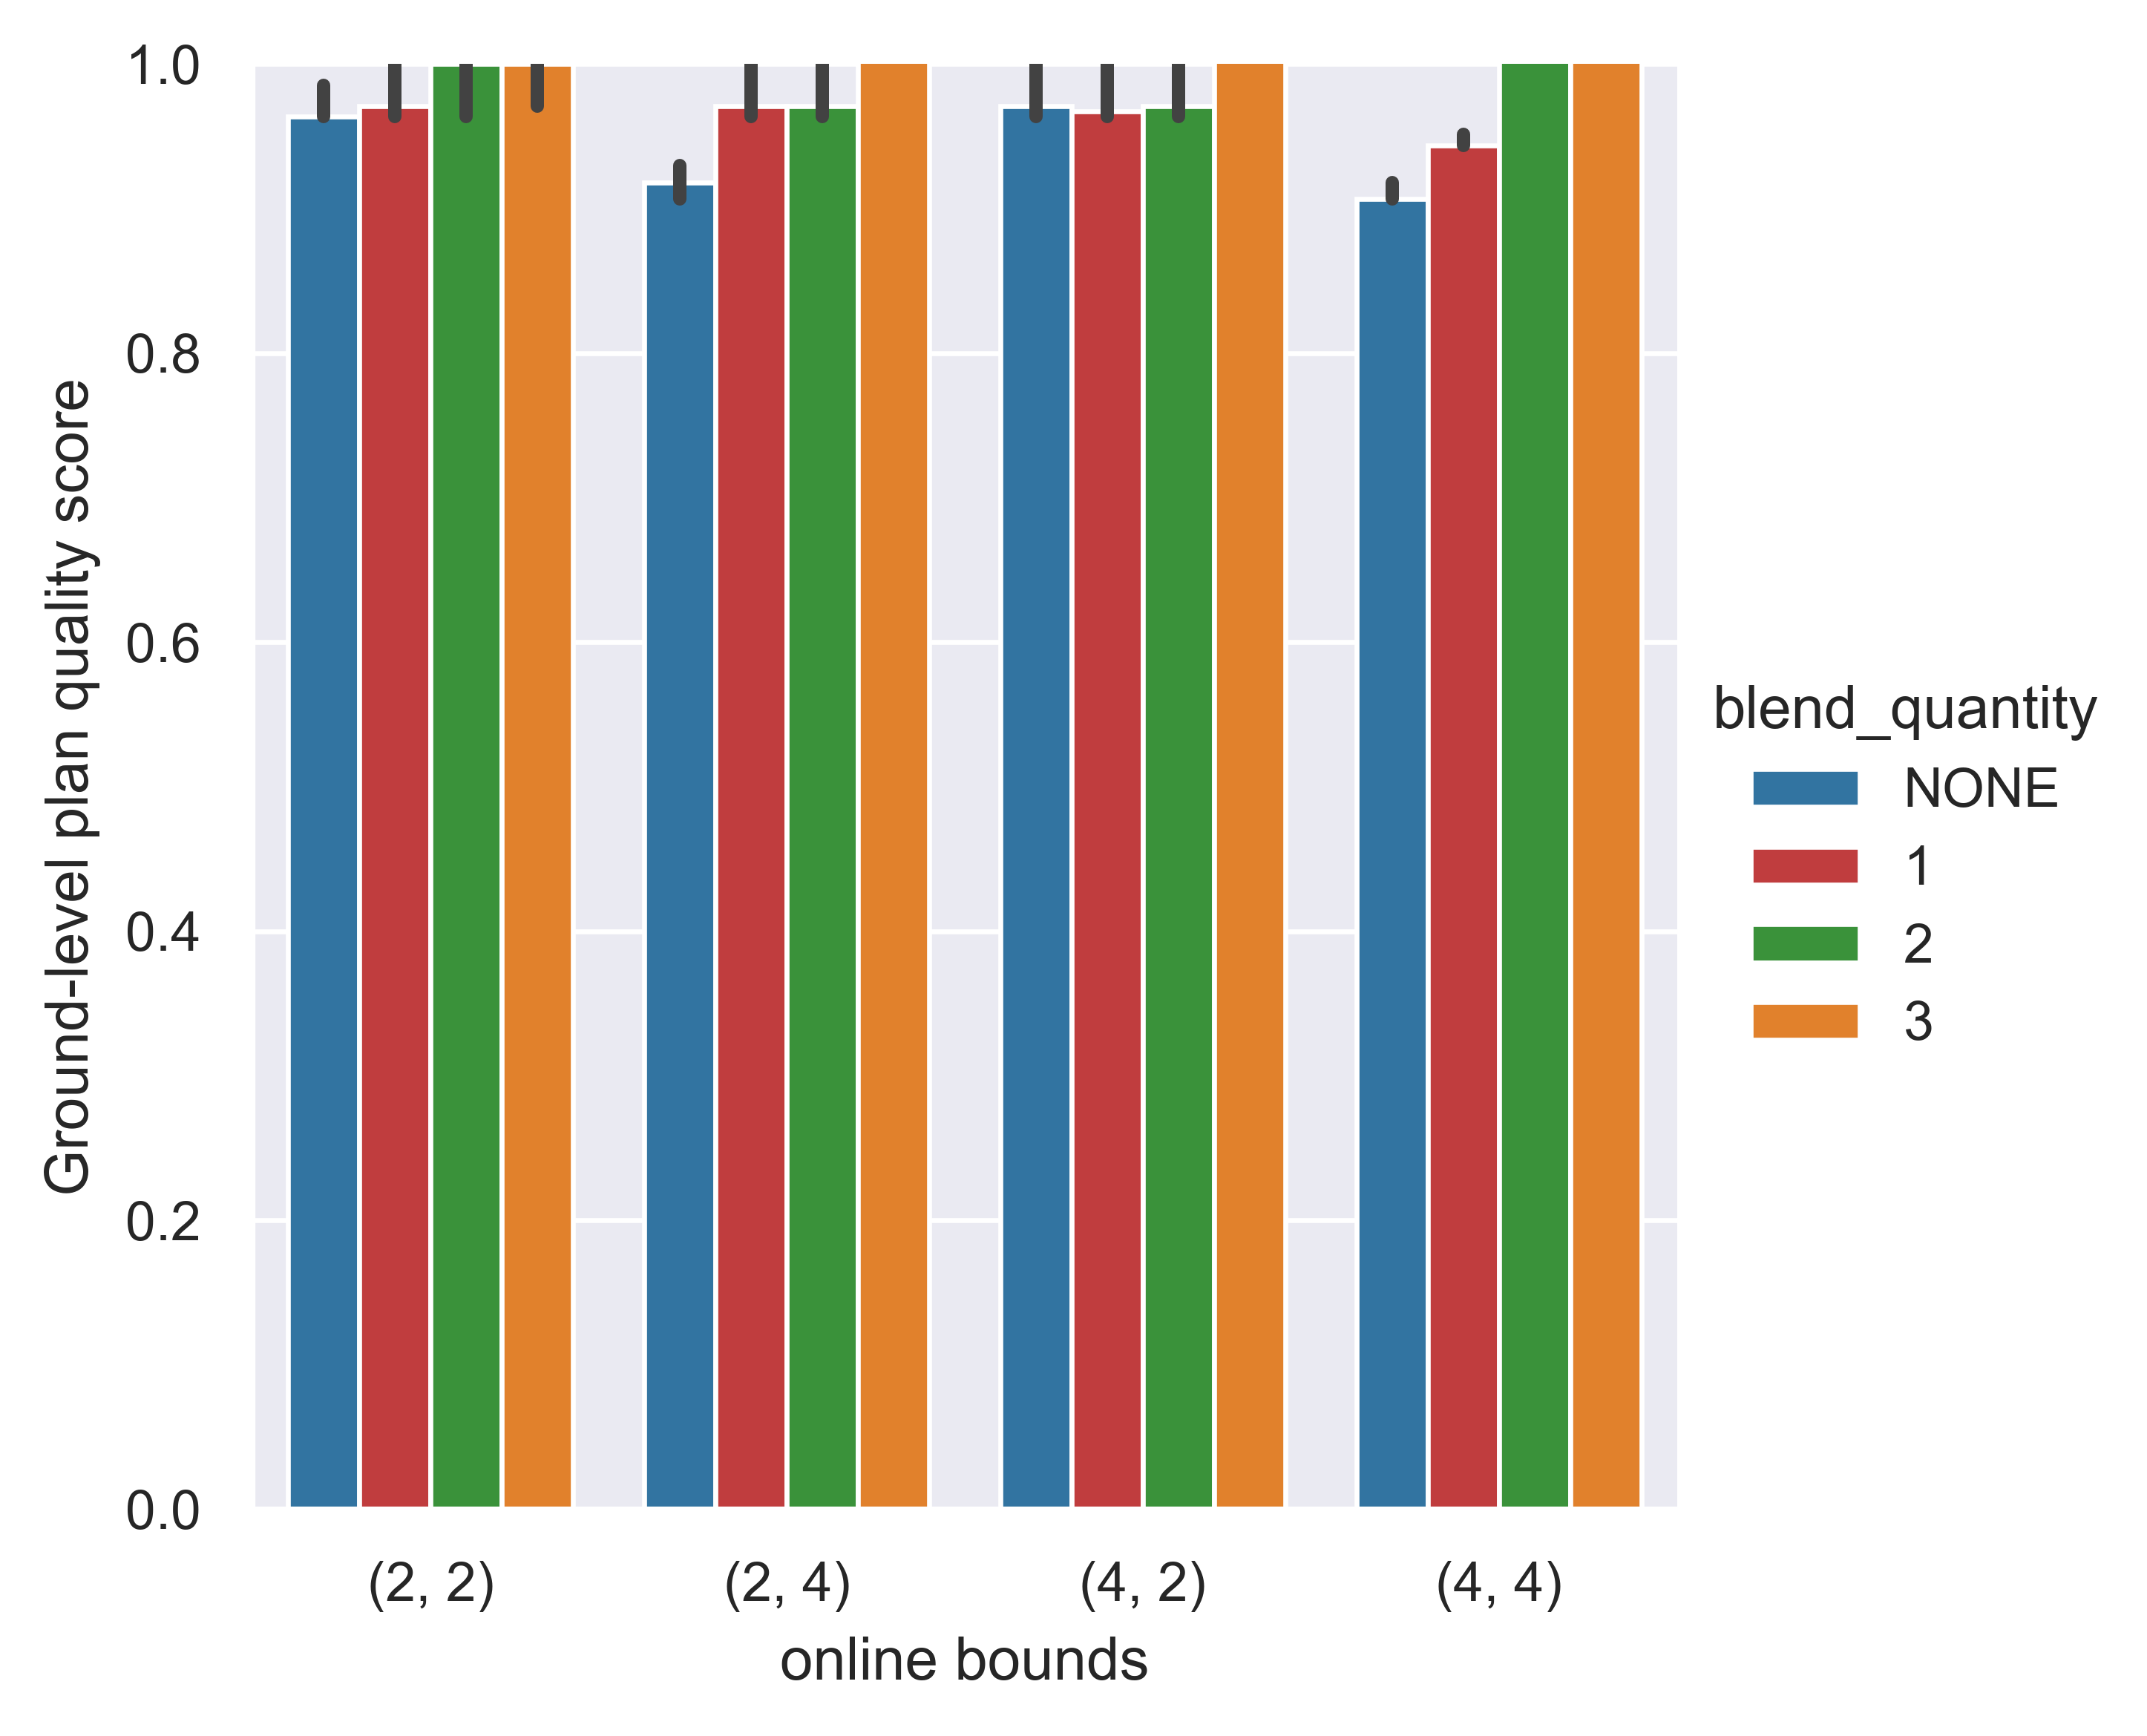 Ground-level plan quality score
1.0
0.8
0.6
0.4
0.2
0.0
(2, 2) (2, 4) (4, 2) (4, 4)
online bounds
blend_quantity
NONE
1
2
3